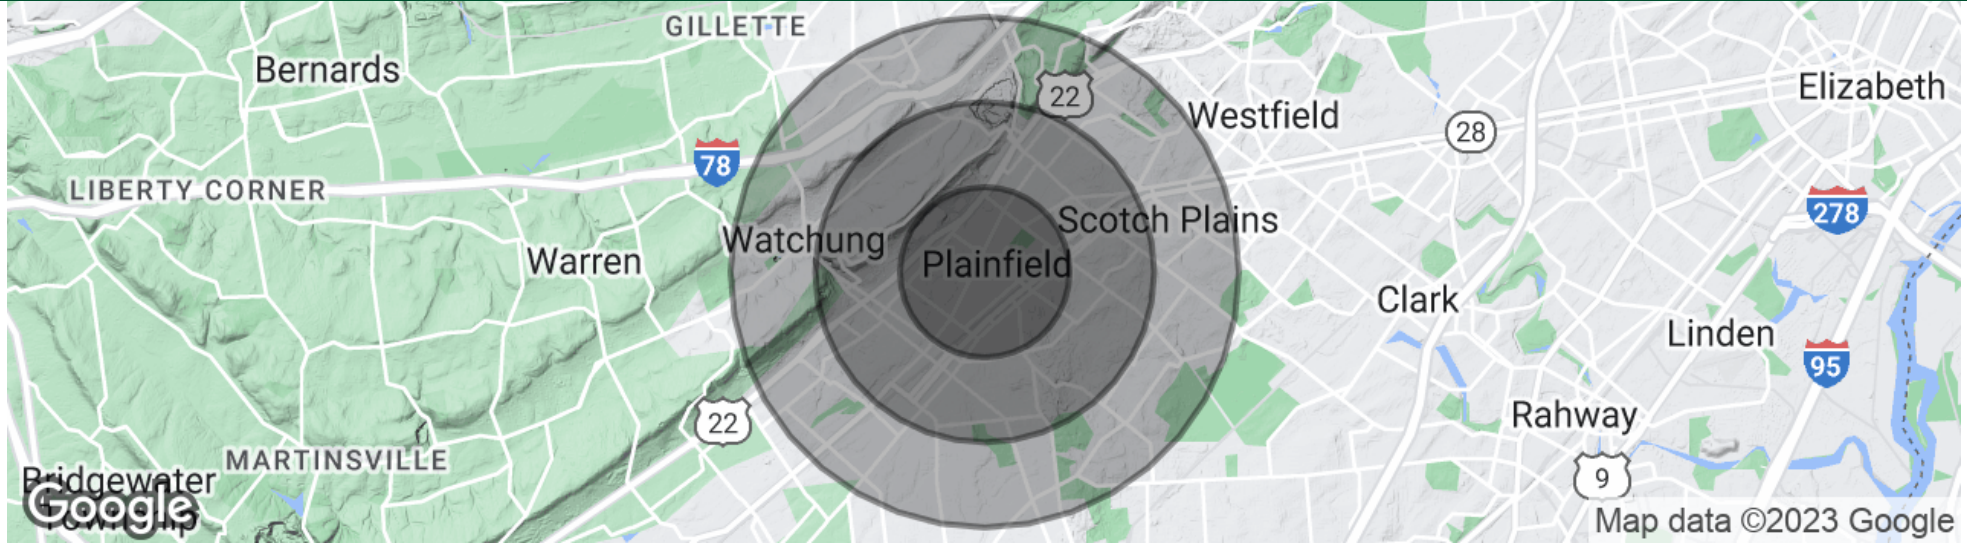 GILLETTE
Bernards
22
Elizabeth
Westfield
28
78
LIBERTY CORNER
278
Scotch Plains
Watchung
Warren
Plainfield
Clark
Linden
95
22
Rahway
MARTINSVILLE
9
Bridgewater
Township
Google
Map data ©2023 Google